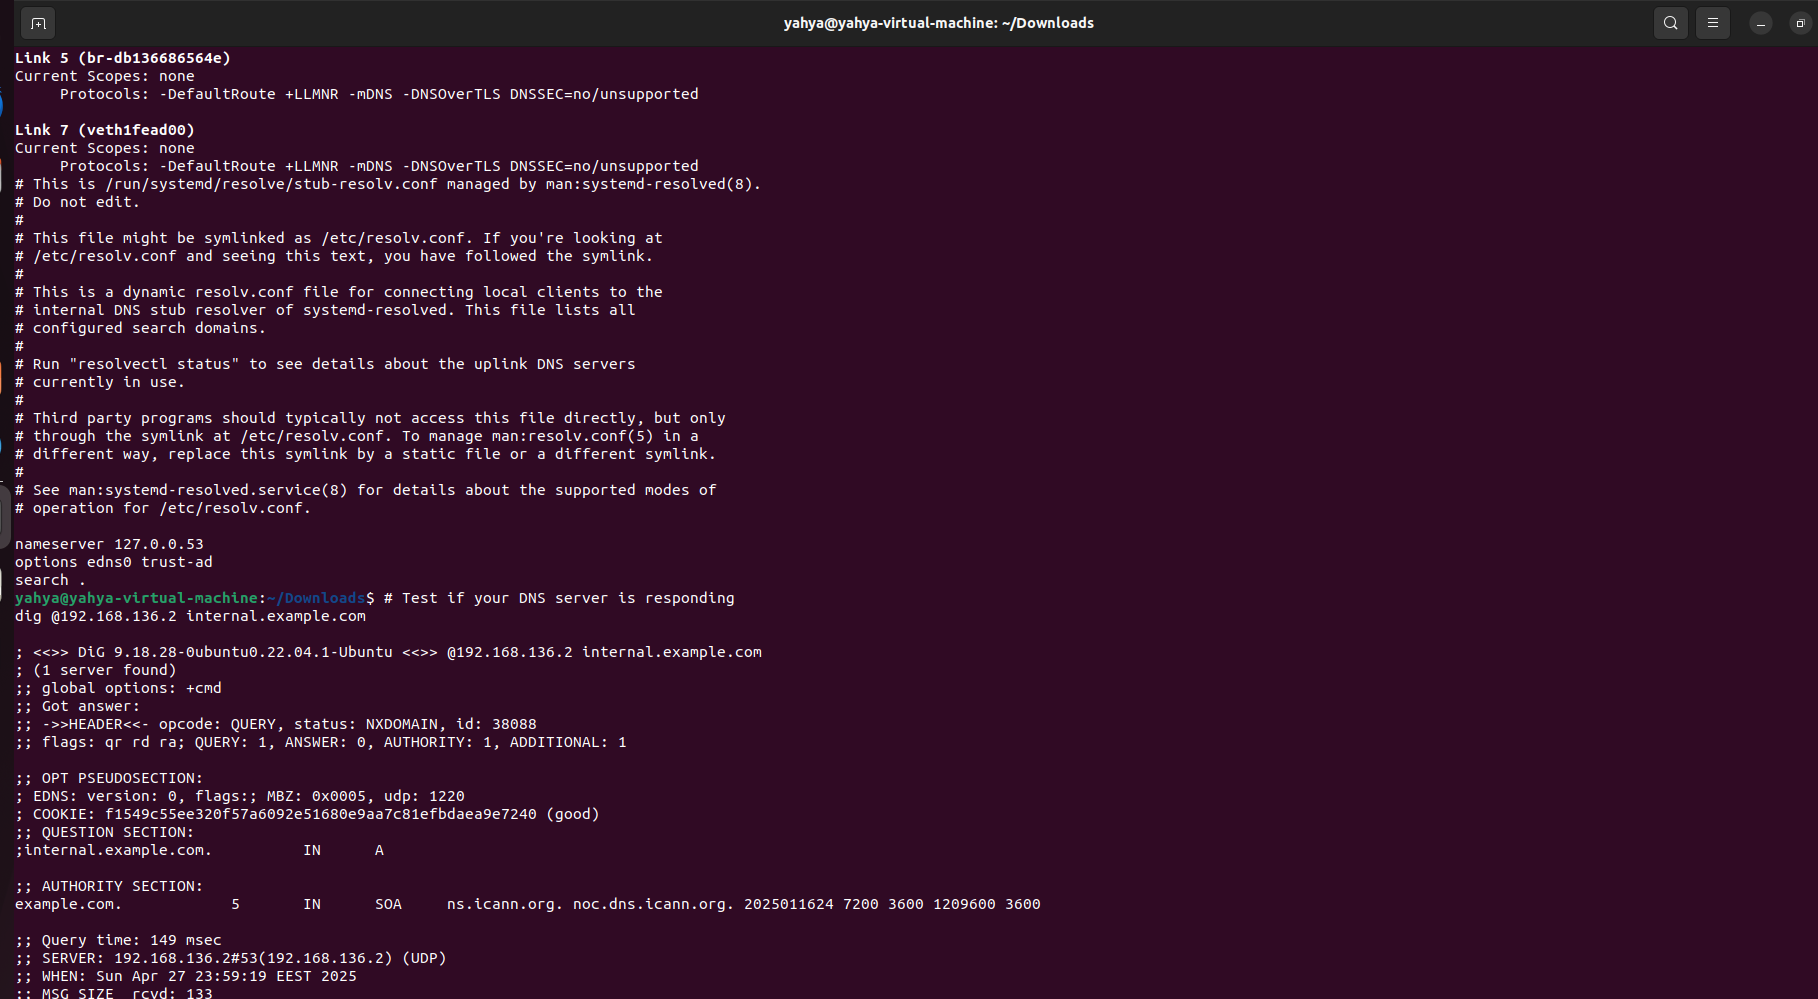 yahya@yahya-virtual-machine: ~/Downloads
Link 5 (br-db136686564e)
Current Scopes: none
     Protocols: -DefaultRoute +LLMNR -mDNS -DNSOverTLS DNSSEC=no/unsupported
Link 7 (veth1fead00)
Current Scopes: none
     Protocols: -DefaultRoute +LLMNR -mDNS -DNSOverTLS DNSSEC=no/unsupported
# This is /run/systemd/resolve/stub-resolv.conf managed by man:systemd-resolved(8).
# Do not edit.
#
# This file might be symlinked as /etc/resolv.conf. If you're looking at
# /etc/resolv.conf and seeing this text, you have followed the symlink.
#
# This is a dynamic resolv.conf file for connecting local clients to the
# internal DNS stub resolver of systemd-resolved. This file lists all
# configured search domains.
#
# Run "resolvectl status" to see details about the uplink DNS servers
# currently in use.
#
# Third party programs should typically not access this file directly, but only
# through the symlink at /etc/resolv.conf. To manage man:resolv.conf(5) in a
# different way, replace this symlink by a static file or a different symlink.
#
# See man:systemd-resolved.service(8) for details about the supported modes of
# operation for /etc/resolv.conf.
nameserver 127.0.0.53
options edns0 trust-ad
search .
yahya@yahya-virtual-machine:~/Downloads$ # Test if your DNS server is responding
dig @192.168.136.2 internal.example.com
; <<>> DiG 9.18.28-0ubuntu0.22.04.1-Ubuntu <<>> @192.168.136.2 internal.example.com
; (1 server found)
;; global options: +cmd
;; Got answer:
;; ->>HEADER<<- opcode: QUERY, status: NXDOMAIN, id: 38088
;; flags: qr rd ra; QUERY: 1, ANSWER: 0, AUTHORITY: 1, ADDITIONAL: 1
;; OPT PSEUDOSECTION:
; EDNS: version: 0, flags:; MBZ: 0x0005, udp: 1220
; COOKIE: f1549c55ee320f57a6092e51680e9aa7c81efbdaea9e7240 (good)
;; QUESTION SECTION:
;internal.example.com.		IN	A
;; AUTHORITY SECTION:
example.com.		5	IN	SOA	ns.icann.org. noc.dns.icann.org. 2025011624 7200 3600 1209600 3600
;; Query time: 149 msec
;; SERVER: 192.168.136.2#53(192.168.136.2) (UDP)
;; WHEN: Sun Apr 27 23:59:19 EEST 2025
;; MSG SIZE  rcvd: 133